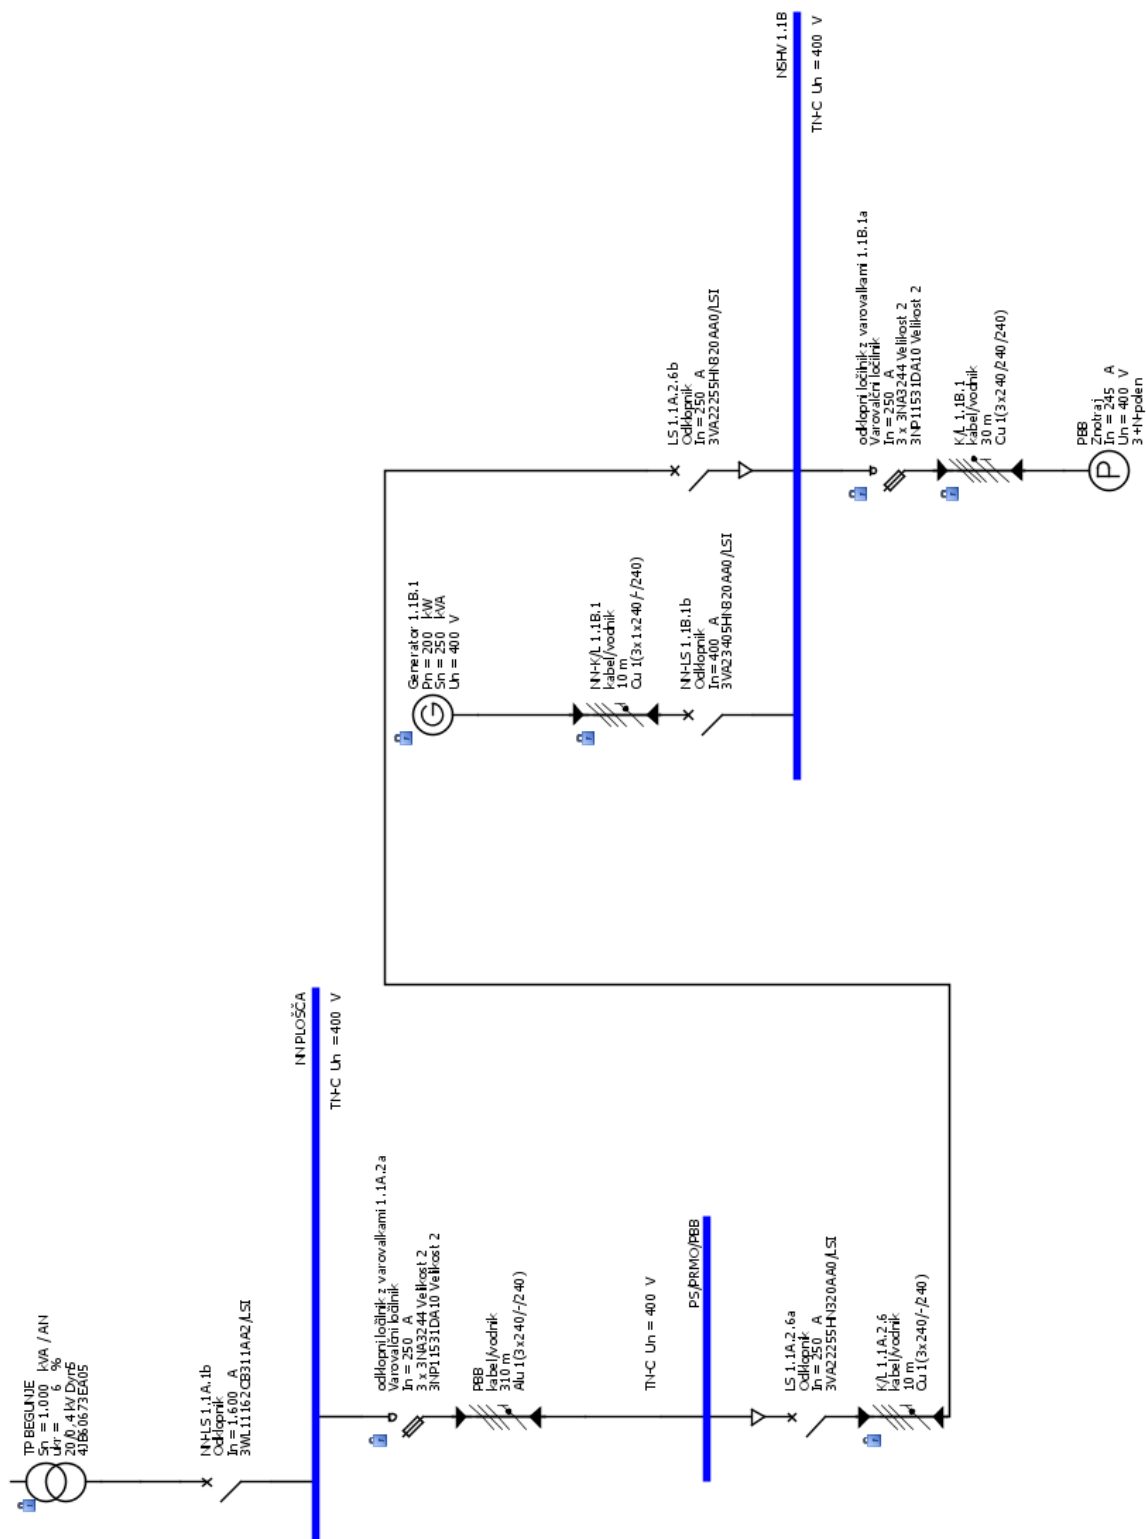 TP BEGUNJE
Sn = 1.000 kVA / AN
ukr = 6 %
20/0,4 kV Dyn5
4JB60673EA05
NN-LS 1.1A.1b
Odklopnik
In = 1.600 A
3WL11162CB311AA2/LSI
NN PLOŠČA
TN-C Un = 400 V
odklopni ločilnik z varovalkami 1.1A.2a
Varovalčni ločilnik
In = 250 A
3 x 3NA3244 Velikost 2
3NP11531DA10 Velikost 2
PBB
kabel/vodnik
310 m
Alu 1(3x240/-/240)
TN-C Un = 400 V
PS/PRMO/PBB
LS 1.1A.2.6a
Odklopnik
In = 250 A
3VA22255HN320AA0/LSI
K/L 1.1A.2.6
kabel/vodnik
10 m
Cu 1(3x240/-/240)
Generator 1.1B.1
Pn = 200 kW
Sn = 250 kVA
Un = 400 V
G
NN-K/L 1.1B.1
kabel/vodnik
10 m
Cu 1(3x1x240/-/240)
NN-LS 1.1B.1b
Odklopnik
In = 400 A
3VA23405HN320AA0/LSI
LS 1.1A.2.6b
Odklopnik
In = 250 A
3VA22255HN320AA0/LSI
NSHV 1.1B
TN-C Un = 400 V
odklopni ločilnik z varovalkami 1.1B.1a
Varovalčni ločilnik
In = 250 A
3 x 3NA3244 Velikost 2
3NP11531DA10 Velikost 2
K/L 1.1B.1
kabel/vodnik
30 m
Cu 1(3x240/240/240)
PBB
Znotraj
In = 245 A
Un = 400 V
3+N-polen
P